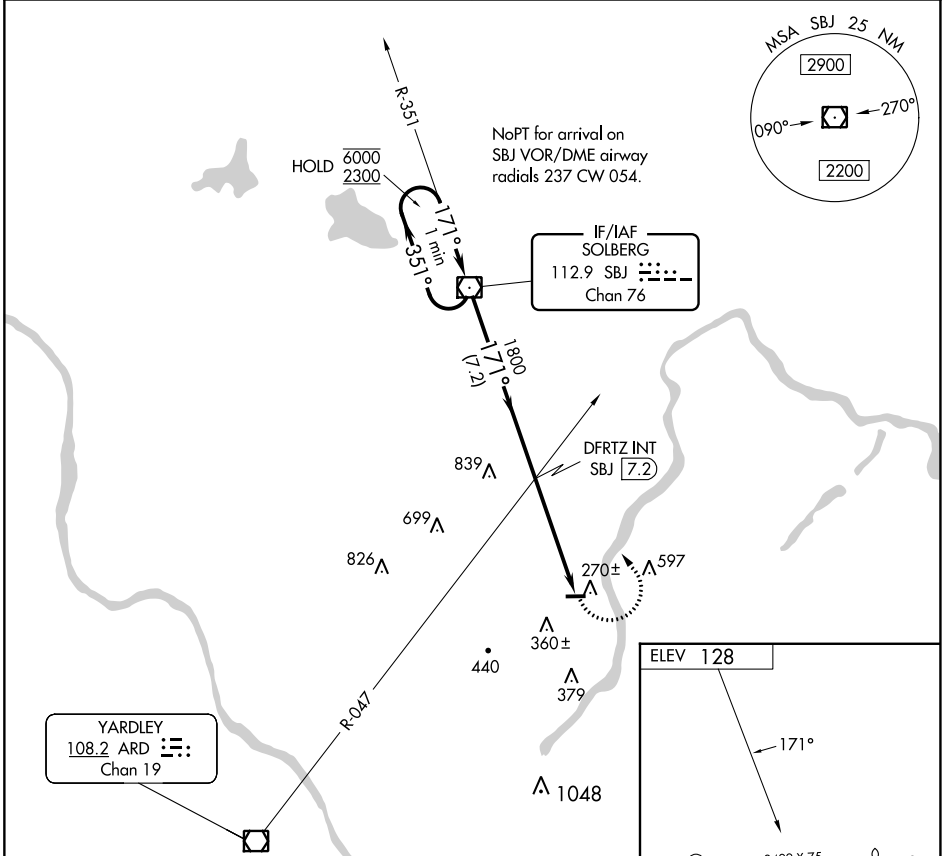 MSA SBJ 25 NM
2900
090°
270°
2200
R-351
NoPT for arrival on
SBJ VOR/DME airway
radials 237 CW 054.
HOLD 6000
2300
171°
1 min
351°
IF/IAF
SOLBERG
112.9 SBJ
Chan 76
1800
171°
(7.2)
DFRTZ INT
SBJ 7.2
839
699
826
270±
597
360±
440
379
R-047
ELEV 128
171°
YARDLEY
108.2 ARD
Chan 19
1048